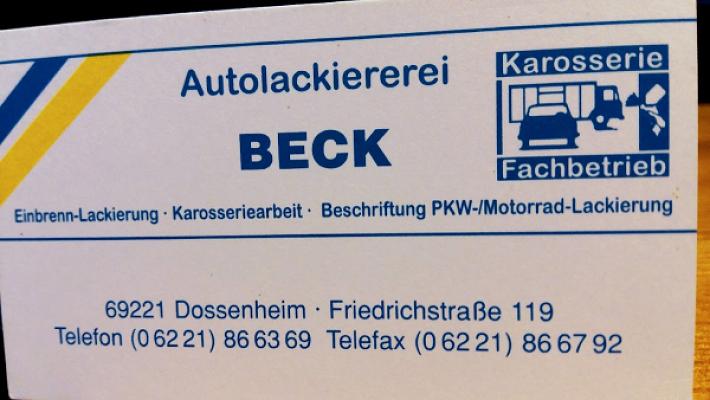 Autolackiererei
BECK
Karosserie
Fachbetrieb
Einbrenn-Lackierung · Karosseriearbeit · Beschriftung PKW-/Motorrad-Lackierung
69221 Dossenheim · Friedrichstraße 119
Telefon (0 62 21) 86 63 69 Telefax (0 62 21) 86 67 92